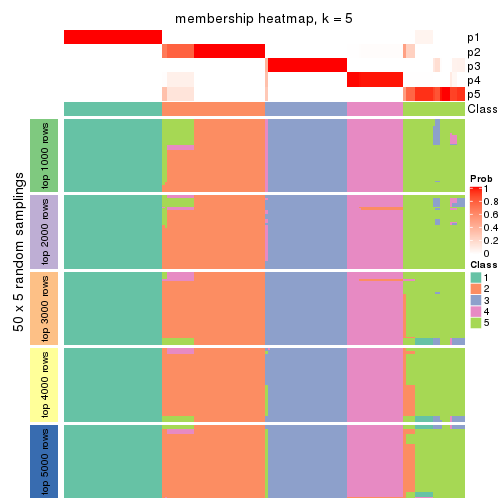 membership heatmap, k = 5
p1
p2
p3
p4
p5
Class
50 x 5 random samplings
top 1000 rows
top 2000 rows
top 3000 rows
top 4000 rows
top 5000 rows
Prob
1
0.8
0.6
0.4
0.2
0
Class
1
2
3
4
5